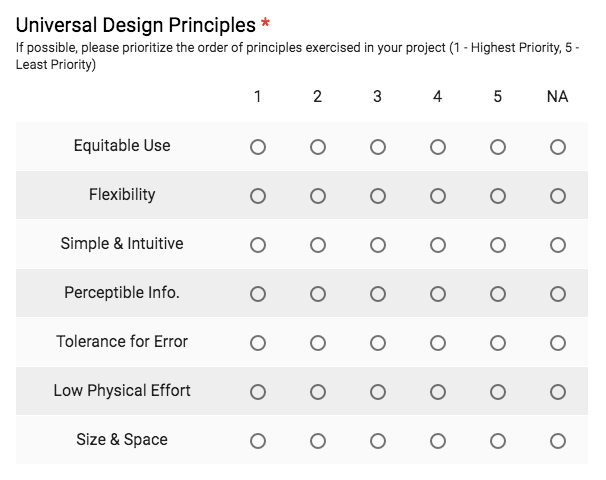 Universal Design Principles *
If possible, please prioritize the order of principles exercised in your project (1 - Highest Priority, 5 -
Least Priority)
1 2 3 4 5 NA
Equitable Use
Flexibility
Simple & Intuitive
Perceptible Info.
Tolerance for Error
Low Physical Effort
Size & Space